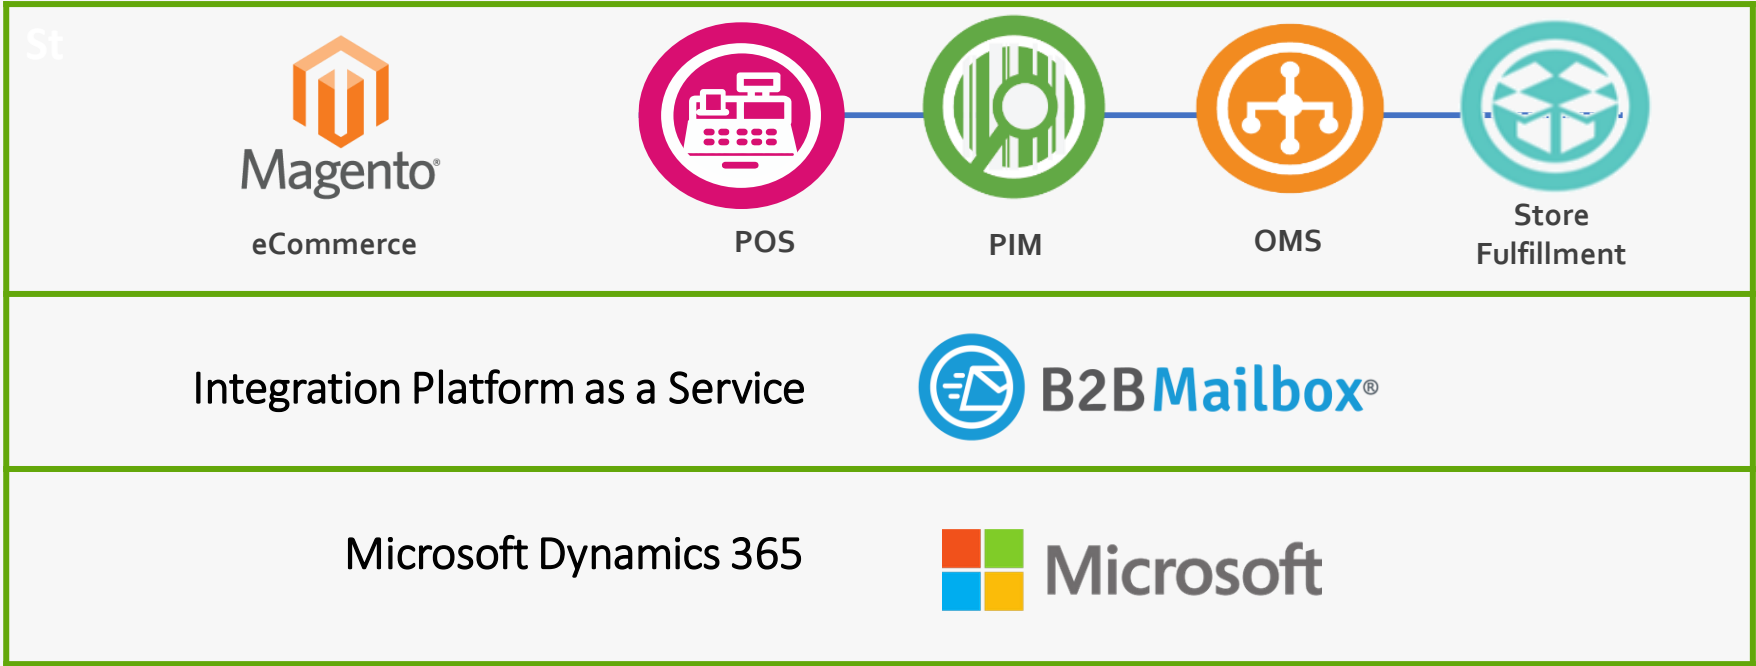 St
Magento®
eCommerce
POS
PIM
OMS
Store
Fulfillment
Integration Platform as a Service
B2BMailbox®
Microsoft Dynamics 365
Microsoft